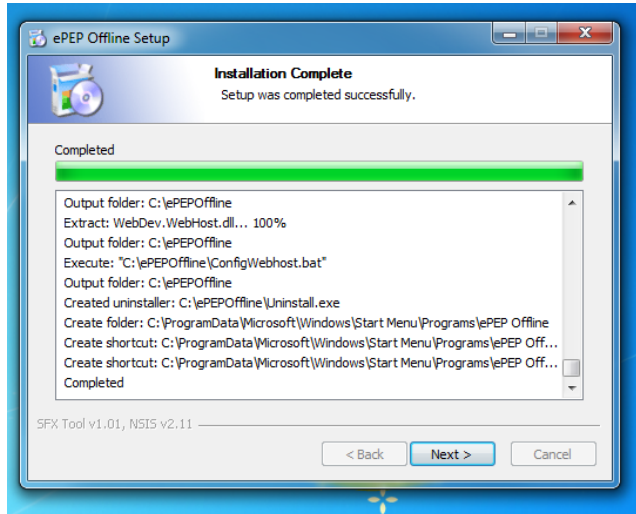 ePEP Offline Setup
Installation Complete
Setup was completed successfully.
Completed
Output folder: C:\ePEPOffline
Extract: WebDev.WebHost.dll... 100%
Output folder: C:\ePEPOffline
Execute: "C:\ePEPOffline\ConfigWebhost.bat"
Output folder: C:\ePEPOffline
Created uninstaller: C:\ePEPOffline\Uninstall.exe
Create folder: C:\ProgramData\Microsoft\Windows\Start Menu\Programs\ePEP Offline
Create shortcut: C:\ProgramData\Microsoft\Windows\Start Menu\Programs\ePEP Off...
Create shortcut: C:\ProgramData\Microsoft\Windows\Start Menu\Programs\ePEP Off...
Completed
SFX Tool v1.01, NSIS v2.11
< Back Next > Cancel